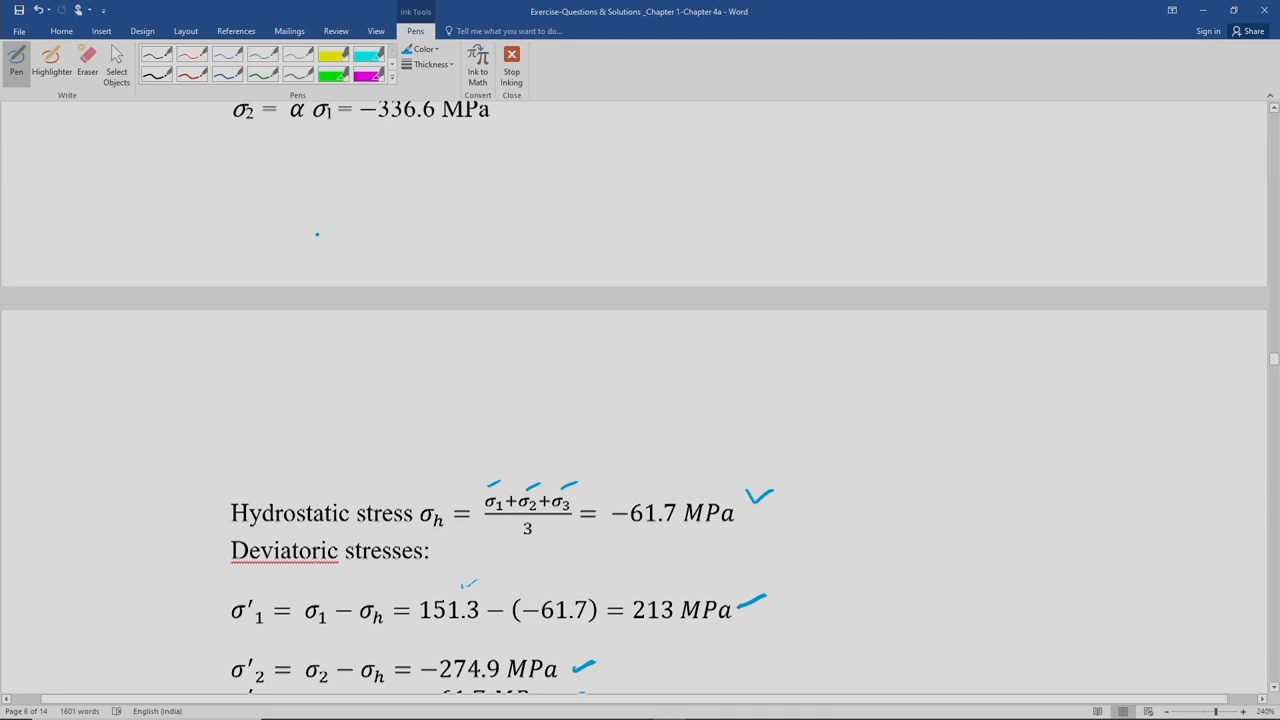 Exercise-Questions & Solutions _Chapter 1-Chapter 4a - Word
Ink Tools
File Home Insert Design Layout References Mailings Review View Pens Tell me what you want to do... Sign in Share
Pen Highlighter Eraser Select Objects Color Thickness Ink to Math Stop Inking
Write Pens Convert Close
σ₂ = α σ₁ = −336.6 MPa
Hydrostatic stress σₕ = (σ₁+σ₂+σ₃)/3 = −61.7 MPa
Deviatoric stresses:
σ′₁ = σ₁ − σₕ = 151.3 − (−61.7) = 213 MPa
σ′₂ = σ₂ − σₕ = −274.9 MPa
Page 6 of 14 1601 words English (India) 240%